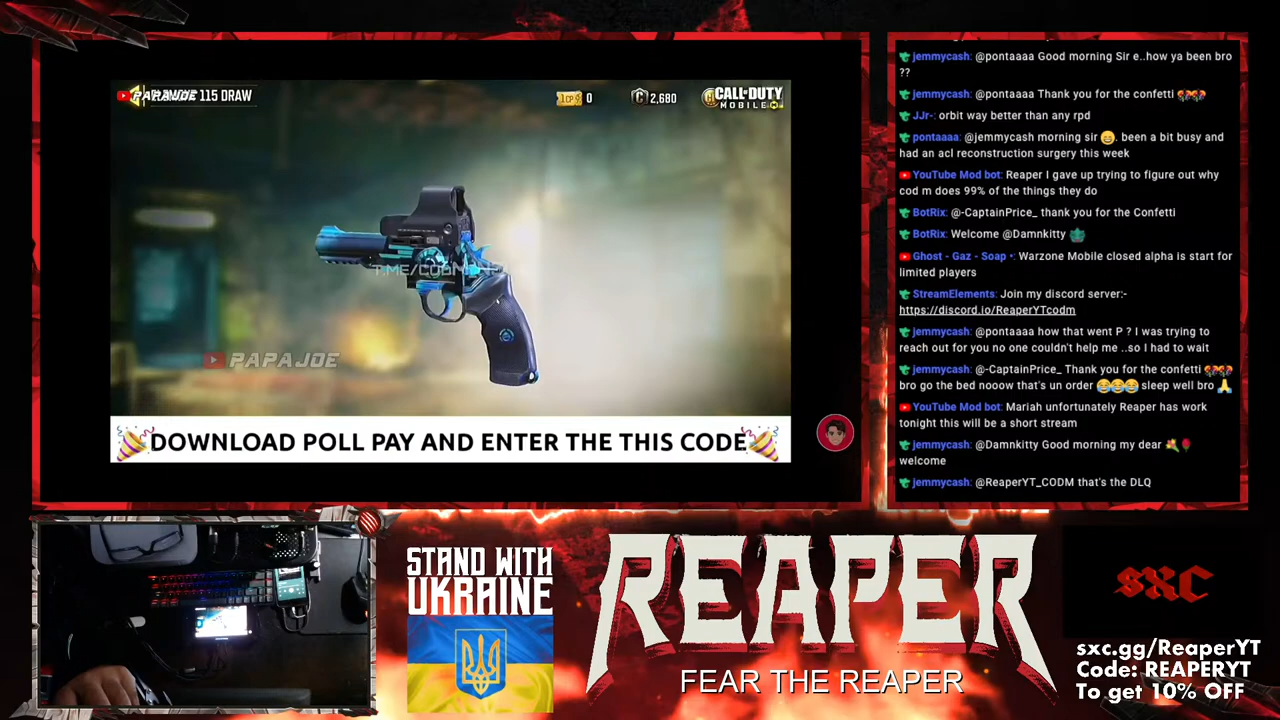 115 DRAW
PAPAJOE
1CP
0
2,680
CALL OF DUTY
MOBILE
PAPAJOE
DOWNLOAD POLL PAY AND ENTER THE THIS CODE
jemmycash: @pontaaaa Good morning Sir e..how ya been bro
??
jemmycash: @pontaaaa Thank you for the confetti
JJr-: orbit way better than any rpd
pontaaaa: @jemmycash morning sir 😄. been a bit busy and
had an acl reconstruction surgery this week
YouTube Mod bot: Reaper I gave up trying to figure out why
cod m does 99% of the things they do
BotRix: @-CaptainPrice_ thank you for the Confetti
BotRix: Welcome @Damnkitty
Ghost - Gaz - Soap •: Warzone Mobile closed alpha is start for
limited players
StreamElements: Join my discord server:-
https://discord.io/ReaperYTcodm
jemmycash: @pontaaaa how that went P ? I was trying to
reach out for you no one couldn't help me ..so I had to wait
jemmycash: @-CaptainPrice_ Thank you for the confetti
bro go the bed nooow that's un order 😂😂😂 sleep well bro 🙏
YouTube Mod bot: Mariah unfortunately Reaper has work
tonight this will be a short stream
jemmycash: @Damnkitty Good morning my dear 💐🌹
welcome
jemmycash: @ReaperYT_CODM that's the DLQ
STAND WITH
UKRAINE
REAPER
FEAR THE REAPER
sxc
sxc.gg/ReaperYT
Code: REAPERYT
To get 10% OFF